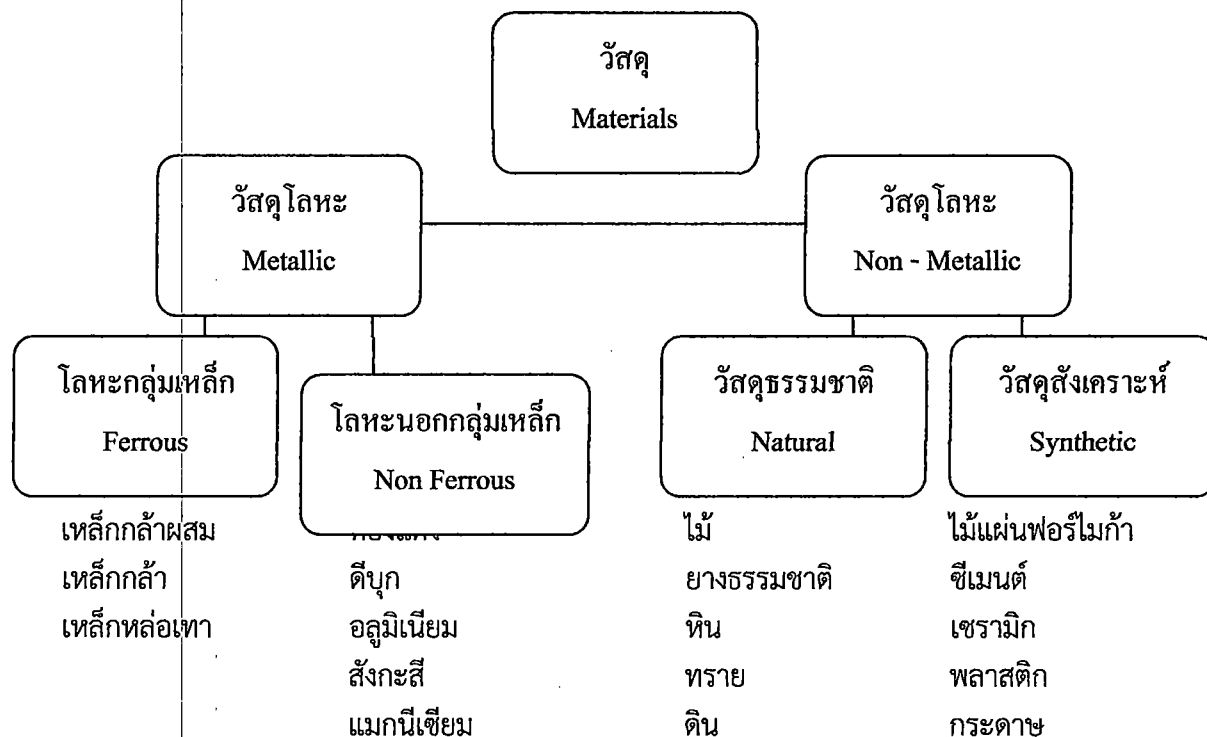 วัสดุ
Materials
วัสดุโลหะ
Metallic
วัสดุโลหะ
Non - Metallic
โลหะกลุ่มเหล็ก
Ferrous
โลหะนอกกลุ่มเหล็ก
Non Ferrous
วัสดุธรรมชาติ
Natural
วัสดุสังเคราะห์
Synthetic
เหล็กกล้าผสม
เหล็กกล้า
เหล็กหล่อเทา
ดีบุก
อลูมิเนียม
สังกะสี
แมกนีเซียม
ไม้
ยางธรรมชาติ
หิน
ทราย
ดิน
ไม้แผ่นฟอร์ไมก้า
ซีเมนต์
เซรามิก
พลาสติก
กระดาษ